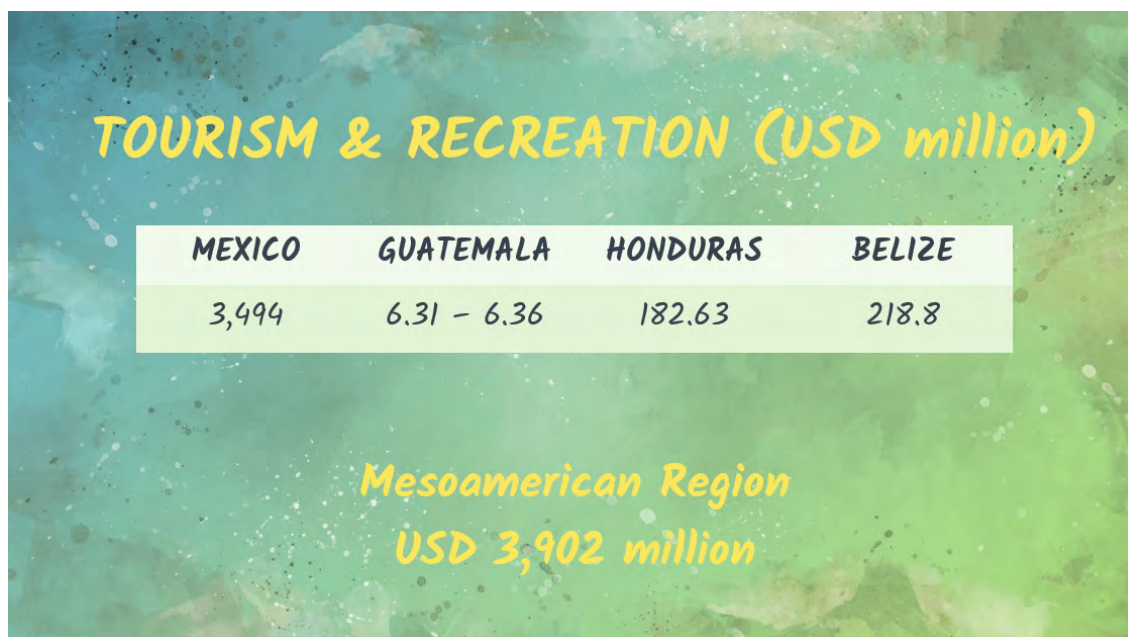 TOURISM & RECREATION (USD million)
MEXICO GUATEMALA HONDURAS BELIZE
3,494 6.31 – 6.36 182.63 218.8
Mesoamerican Region
USD 3,902 million